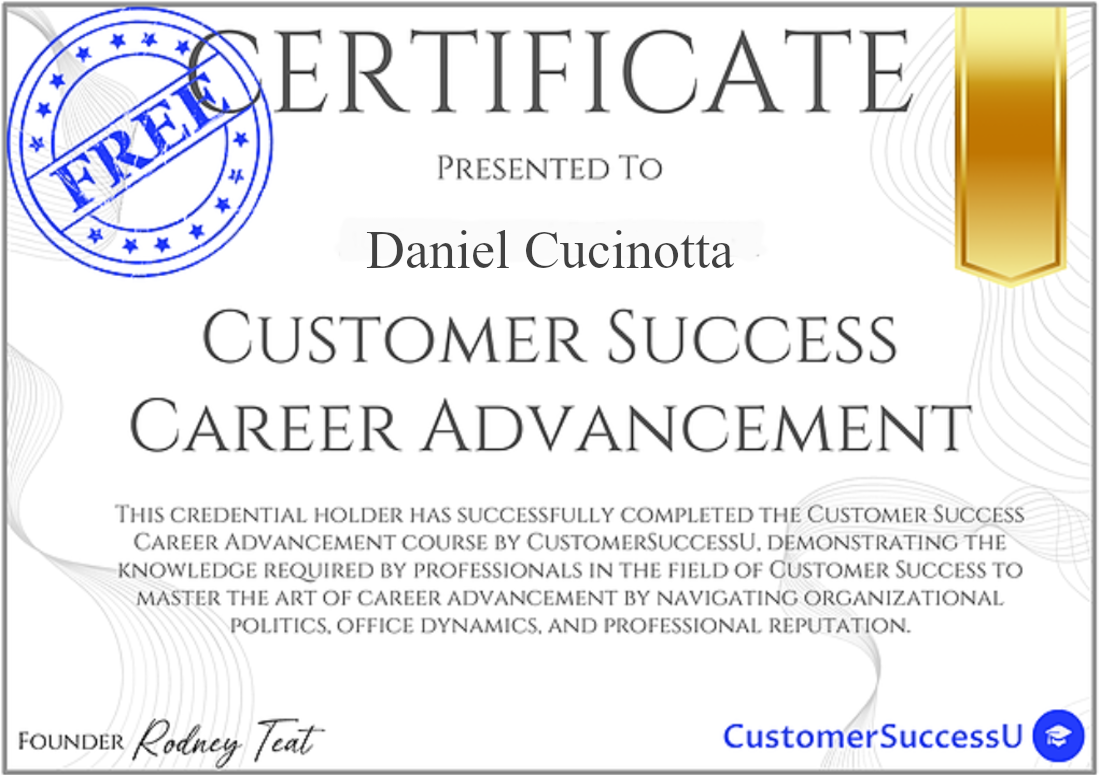 CERTIFICATE
FREE
PRESENTED TO
Daniel Cucinotta
CUSTOMER SUCCESS
CAREER ADVANCEMENT
THIS CREDENTIAL HOLDER HAS SUCCESSFULLY COMPLETED THE CUSTOMER SUCCESS
CAREER ADVANCEMENT COURSE BY CUSTOMERSUCCESSU, DEMONSTRATING THE
KNOWLEDGE REQUIRED BY PROFESSIONALS IN THE FIELD OF CUSTOMER SUCCESS TO
MASTER THE ART OF CAREER ADVANCEMENT BY NAVIGATING ORGANIZATIONAL
POLITICS, OFFICE DYNAMICS, AND PROFESSIONAL REPUTATION.
FOUNDER Rodney Teat
CustomerSuccessU